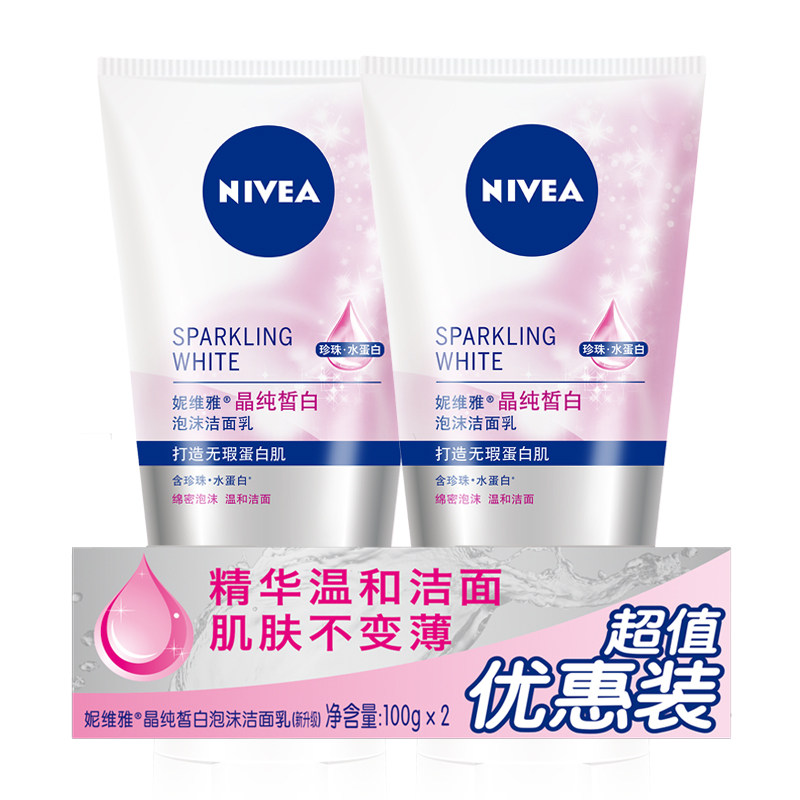 NIVEA
SPARKLING
WHITE
珍珠·水蛋白
妮维雅®晶纯皙白
泡沫洁面乳
打造无瑕蛋白肌
含珍珠·水蛋白*
绵密泡沫 温和洁面
NIVEA
SPARKLING
WHITE
珍珠·水蛋白
妮维雅®晶纯皙白
泡沫洁面乳
打造无瑕蛋白肌
含珍珠·水蛋白*
绵密泡沫 温和洁面
精华温和洁面
肌肤不变薄
超值
优惠装
妮维雅®晶纯皙白泡沫洁面乳(新升级)净含量:100g x 2